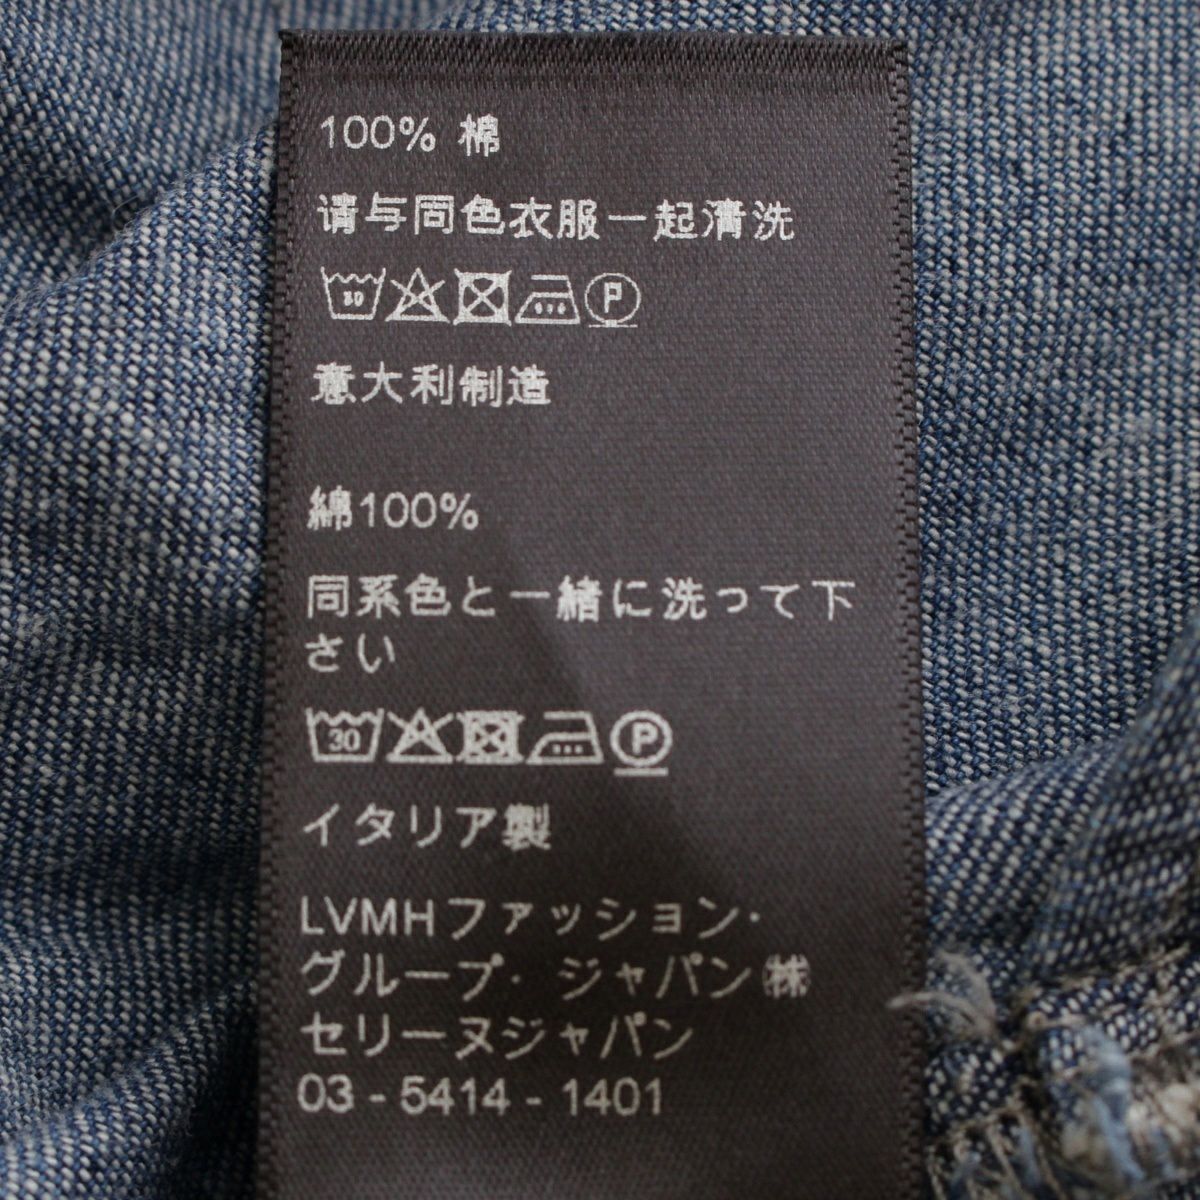 100% 棉
请与同色衣服一起清洗
30 P
意大利制造
綿100%
同系色と一緒に洗って下
さい
30 P
イタリア製
LVMHファッション・
グループ・ジャパン㈱
セリーヌジャパン
03 - 5414 - 1401